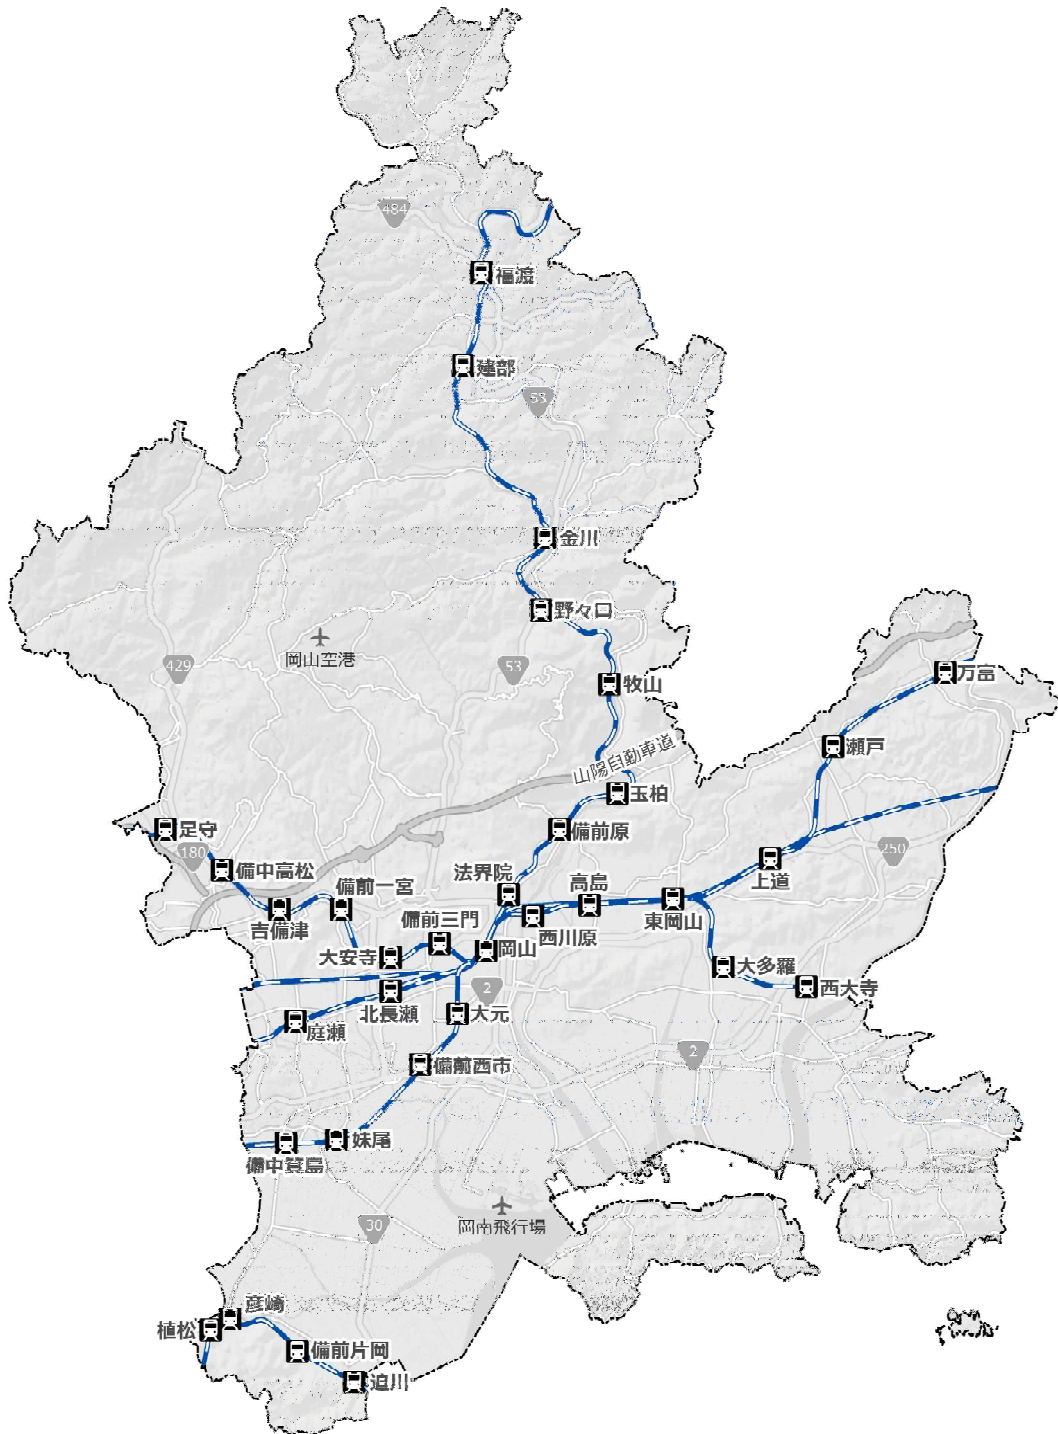 484
福渡
建部
53
金川
野々口
岡山空港
429
53
牧山
万富
瀬戸
山陽自動車道
玉柏
足守
備前原
180
250
備中高松
法界院
上道
備前一宮
高島
吉備津
備前三門
東岡山
西川原
大安寺
岡山
大多羅
2
西大寺
北長瀬
大元
庭瀬
2
備前西市
妹尾
備中箕島
30
岡南飛行場
彦崎
植松
備前片岡
迫川